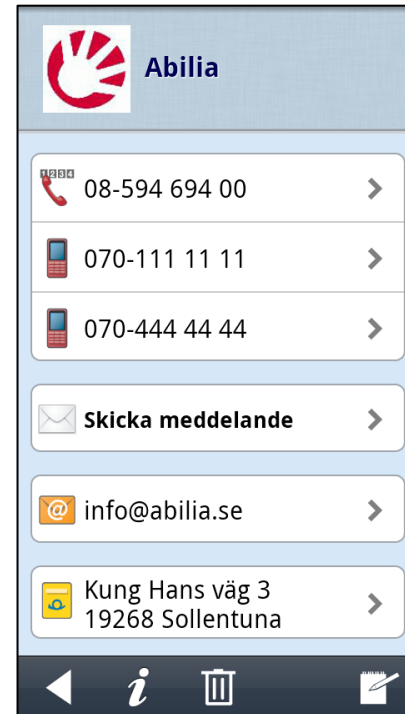 Abilia
1234
08-594 694 00
070-111 11 11
070-444 44 44
Skicka meddelande
@
info@abilia.se
Kung Hans väg 3
19268 Sollentuna
i